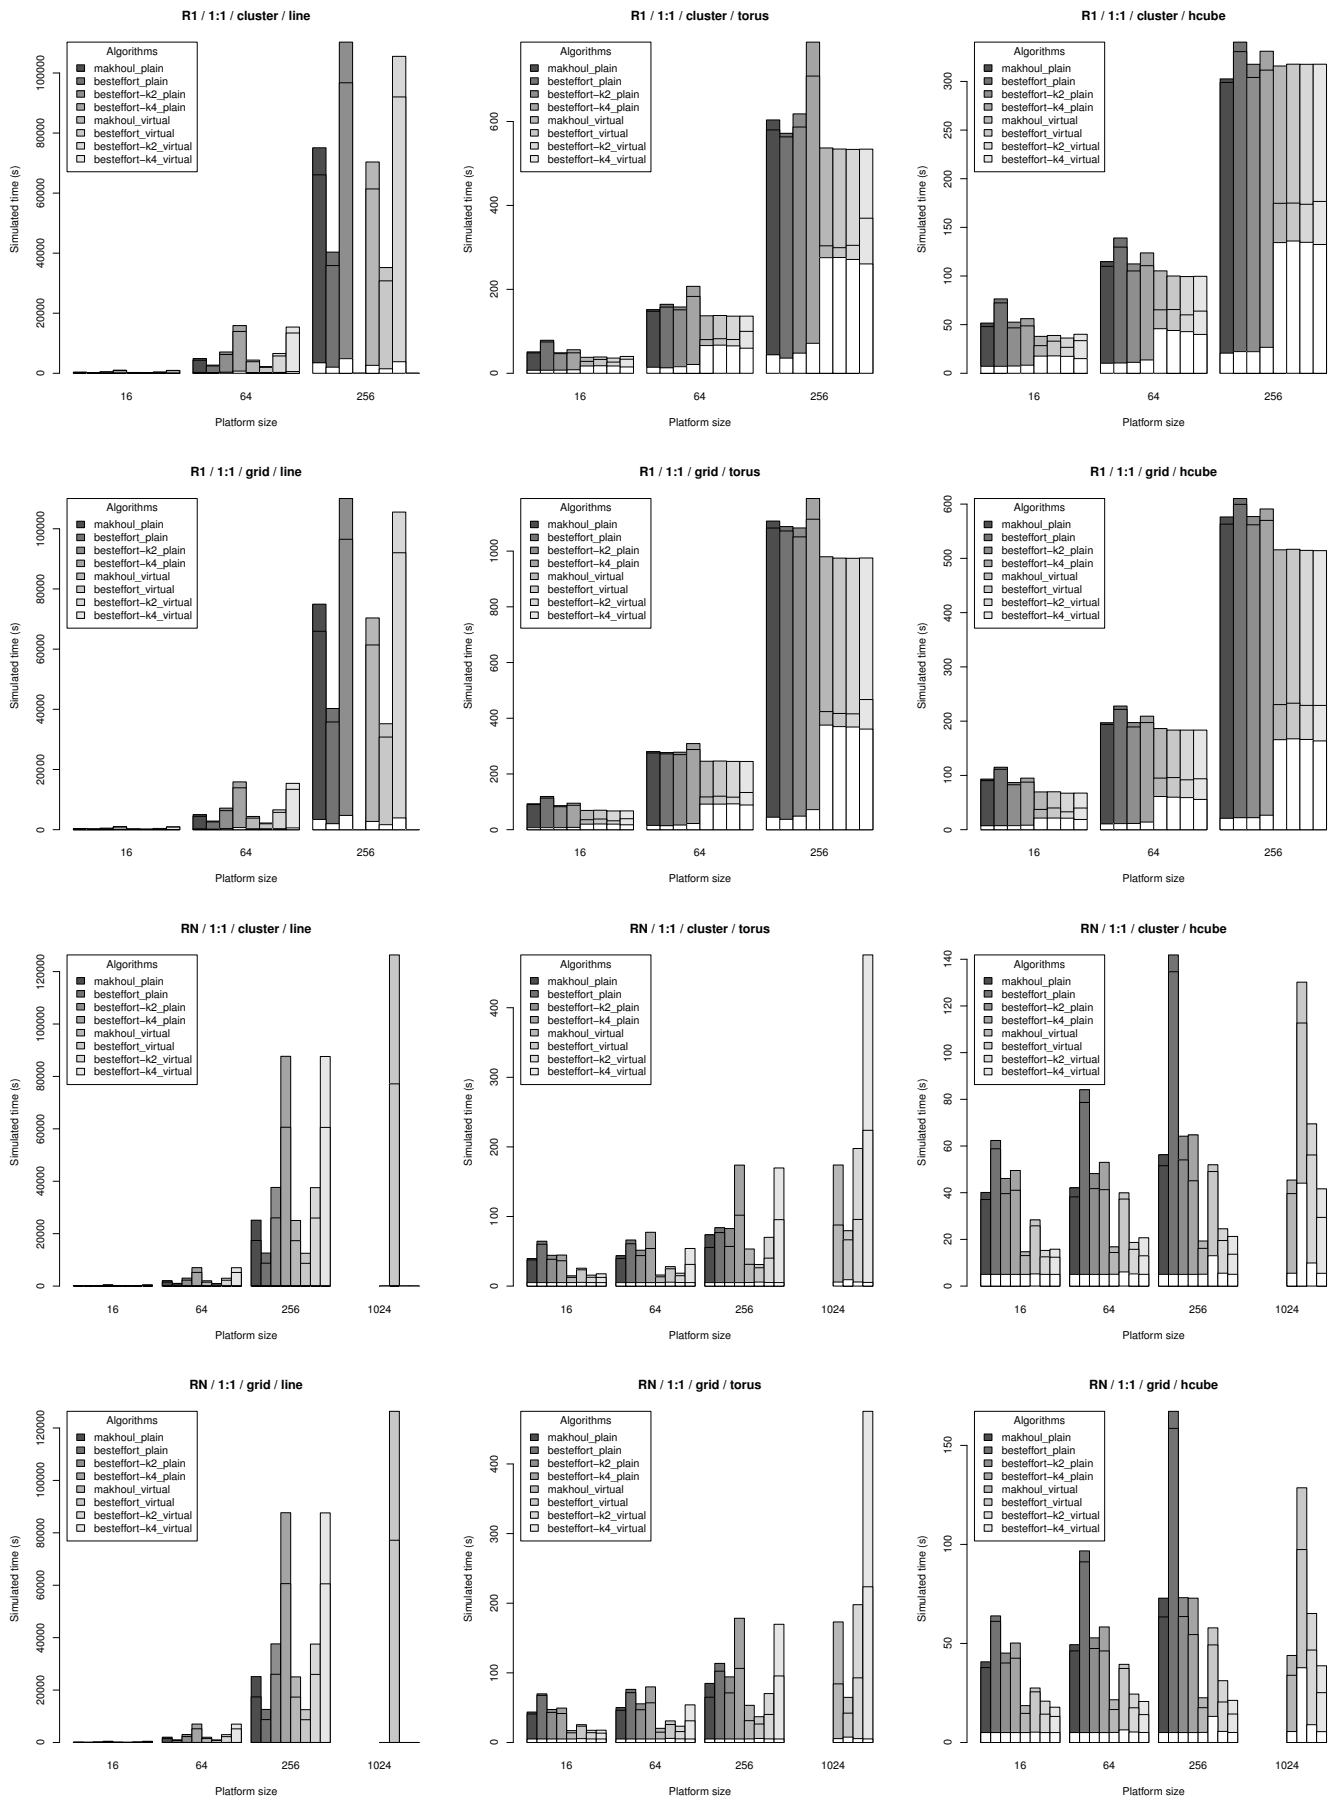 R1 / 1:1 / cluster / line
Algorithms
makhoul_plain
besteffort_plain
besteffort−k2_plain
besteffort−k4_plain
makhoul_virtual
besteffort_virtual
besteffort−k2_virtual
besteffort−k4_virtual
Simulated time (s)
0 20000 40000 60000 80000 100000
16 64 256
Platform size
R1 / 1:1 / cluster / torus
Algorithms
makhoul_plain
besteffort_plain
besteffort−k2_plain
besteffort−k4_plain
makhoul_virtual
besteffort_virtual
besteffort−k2_virtual
besteffort−k4_virtual
Simulated time (s)
0 200 400 600
16 64 256
Platform size
R1 / 1:1 / cluster / hcube
Algorithms
makhoul_plain
besteffort_plain
besteffort−k2_plain
besteffort−k4_plain
makhoul_virtual
besteffort_virtual
besteffort−k2_virtual
besteffort−k4_virtual
Simulated time (s)
0 50 100 150 200 250 300
16 64 256
Platform size
R1 / 1:1 / grid / line
Algorithms
makhoul_plain
besteffort_plain
besteffort−k2_plain
besteffort−k4_plain
makhoul_virtual
besteffort_virtual
besteffort−k2_virtual
besteffort−k4_virtual
Simulated time (s)
0 20000 40000 60000 80000 100000
16 64 256
Platform size
R1 / 1:1 / grid / torus
Algorithms
makhoul_plain
besteffort_plain
besteffort−k2_plain
besteffort−k4_plain
makhoul_virtual
besteffort_virtual
besteffort−k2_virtual
besteffort−k4_virtual
Simulated time (s)
0 200 400 600 800 1000
16 64 256
Platform size
R1 / 1:1 / grid / hcube
Algorithms
makhoul_plain
besteffort_plain
besteffort−k2_plain
besteffort−k4_plain
makhoul_virtual
besteffort_virtual
besteffort−k2_virtual
besteffort−k4_virtual
Simulated time (s)
0 100 200 300 400 500 600
16 64 256
Platform size
RN / 1:1 / cluster / line
Algorithms
makhoul_plain
besteffort_plain
besteffort−k2_plain
besteffort−k4_plain
makhoul_virtual
besteffort_virtual
besteffort−k2_virtual
besteffort−k4_virtual
Simulated time (s)
0 20000 40000 60000 80000 100000 120000
16 64 256 1024
Platform size
RN / 1:1 / cluster / torus
Algorithms
makhoul_plain
besteffort_plain
besteffort−k2_plain
besteffort−k4_plain
makhoul_virtual
besteffort_virtual
besteffort−k2_virtual
besteffort−k4_virtual
Simulated time (s)
0 100 200 300 400
16 64 256 1024
Platform size
RN / 1:1 / cluster / hcube
Algorithms
makhoul_plain
besteffort_plain
besteffort−k2_plain
besteffort−k4_plain
makhoul_virtual
besteffort_virtual
besteffort−k2_virtual
besteffort−k4_virtual
Simulated time (s)
0 20 40 60 80 100 120 140
16 64 256 1024
Platform size
RN / 1:1 / grid / line
Algorithms
makhoul_plain
besteffort_plain
besteffort−k2_plain
besteffort−k4_plain
makhoul_virtual
besteffort_virtual
besteffort−k2_virtual
besteffort−k4_virtual
Simulated time (s)
0 20000 40000 60000 80000 100000 120000
16 64 256 1024
Platform size
RN / 1:1 / grid / torus
Algorithms
makhoul_plain
besteffort_plain
besteffort−k2_plain
besteffort−k4_plain
makhoul_virtual
besteffort_virtual
besteffort−k2_virtual
besteffort−k4_virtual
Simulated time (s)
0 100 200 300 400
16 64 256 1024
Platform size
RN / 1:1 / grid / hcube
Algorithms
makhoul_plain
besteffort_plain
besteffort−k2_plain
besteffort−k4_plain
makhoul_virtual
besteffort_virtual
besteffort−k2_virtual
besteffort−k4_virtual
Simulated time (s)
0 50 100 150
16 64 256 1024
Platform size